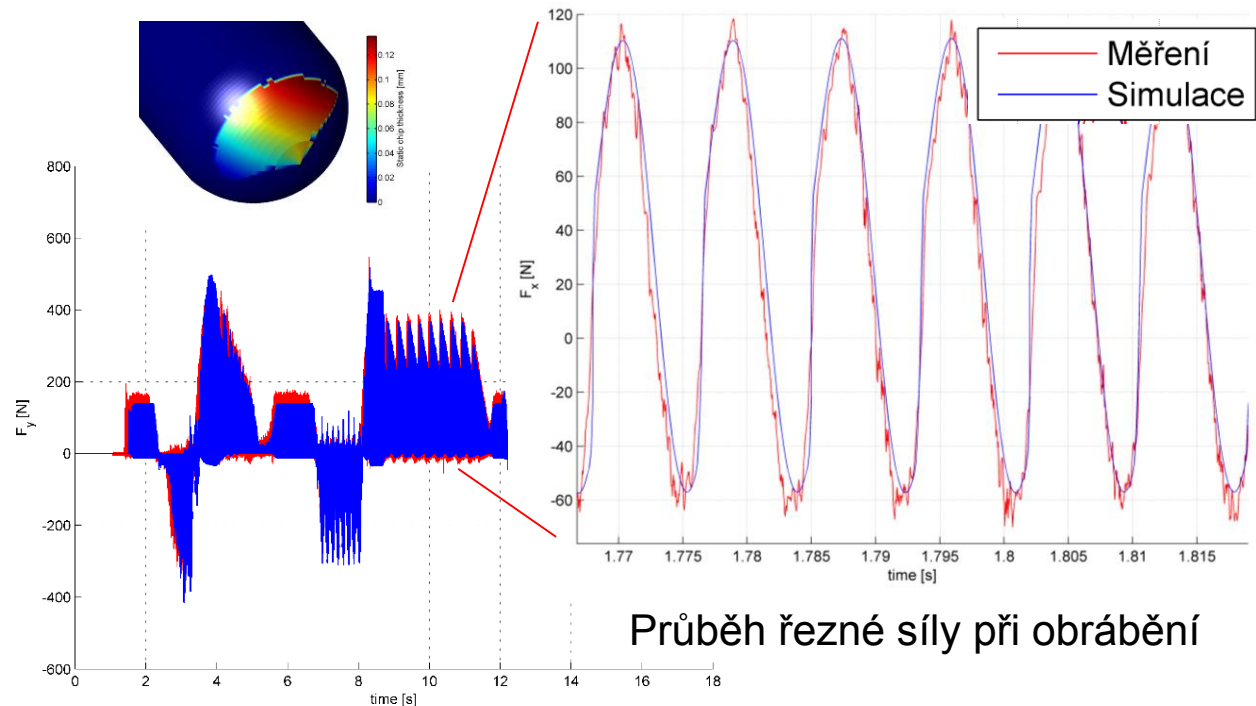 0.12
0.1
0.08
0.06
0.04
0.02
0
Static chip thickness [mm]
800
600
400
200
0
-200
-400
-600
F_y [N]
0 2 4 6 8 10 12 14 16 18
time [s]
120
100
80
60
40
20
0
-20
-40
-60
F_x [N]
1.77 1.775 1.78 1.785 1.79 1.795 1.8 1.805 1.81 1.815
time [s]
Měření
Simulace
Průběh řezné síly při obrábění